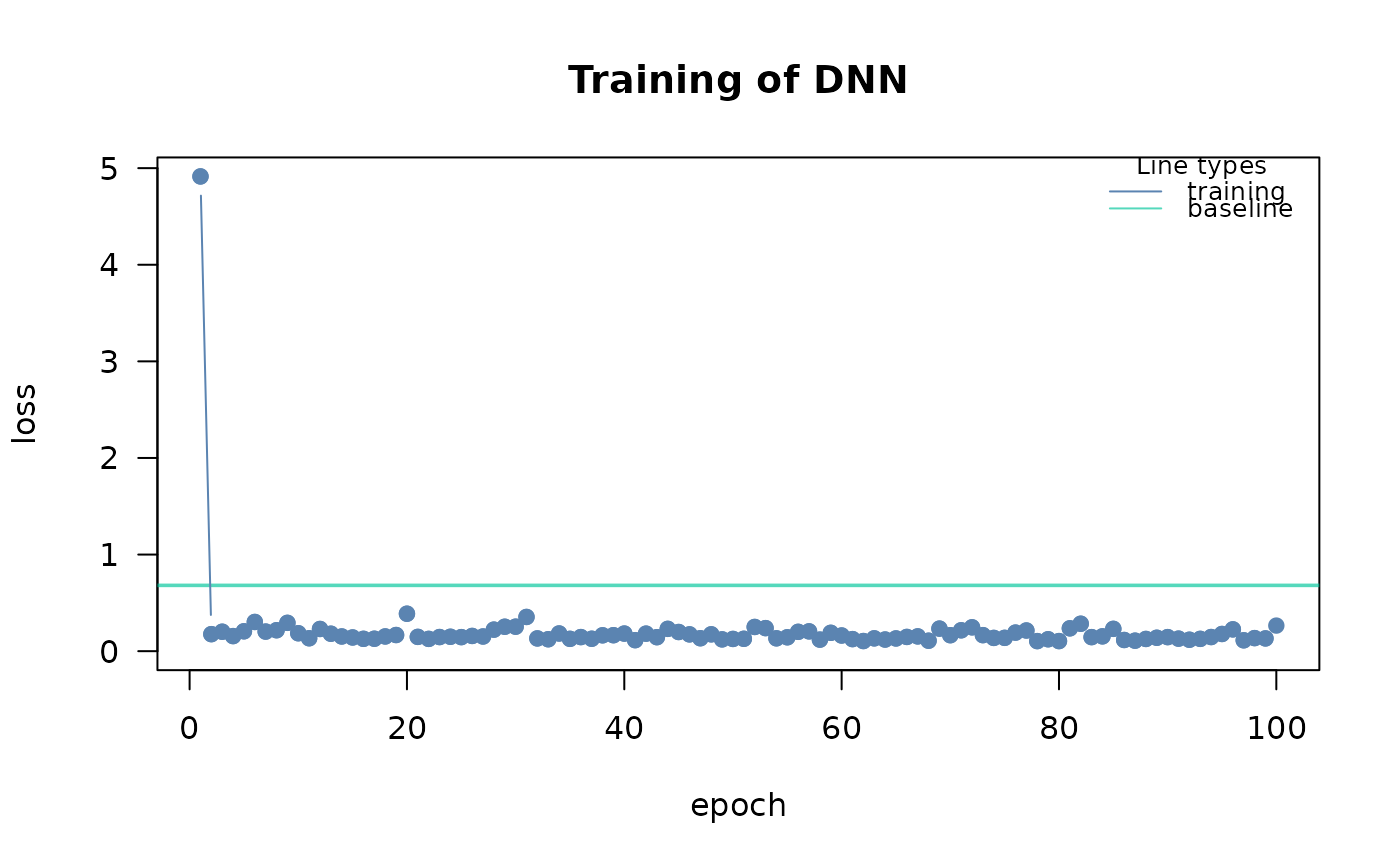 Training of DNN
Line types
training
baseline
5
4
3
2
1
0
loss
0 20 40 60 80 100
epoch